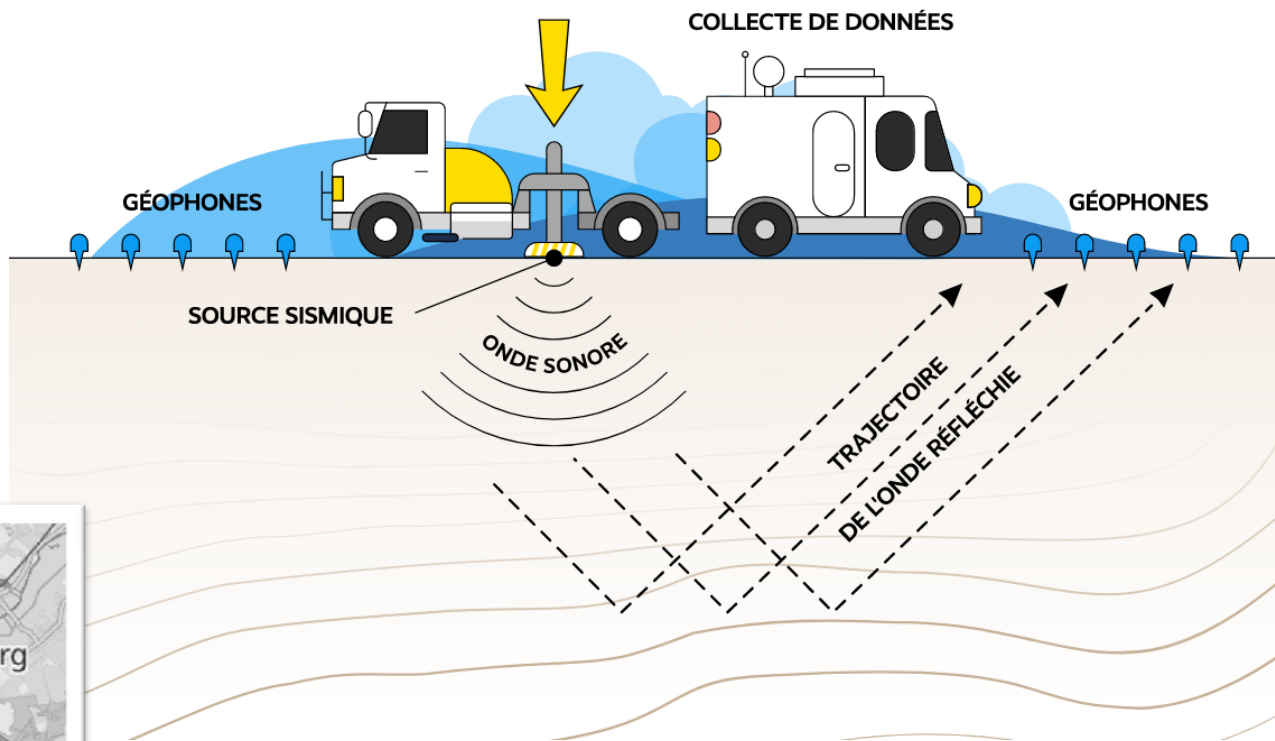 COLLECTE DE DONNÉES
GÉOPHONES
GÉOPHONES
SOURCE SISMIQUE
ONDE SONORE
TRAJECTOIRE
DE L'ONDE RÉFLÉCHIE
rg